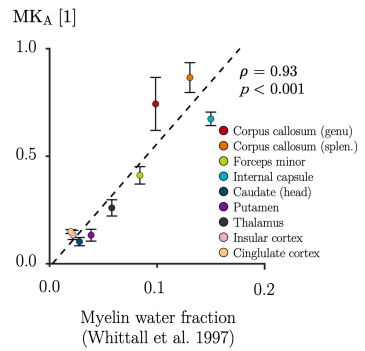 MK_A [1]
1.0
ρ = 0.93
p < 0.001
Corpus callosum (genu)
Corpus callosum (splen.)
0.5
Forceps minor
Internal capsule
Caudate (head)
Putamen
Thalamus
Insular cortex
Cinglulate cortex
0.0
0.0 0.1 0.2
Myelin water fraction
(Whittall et al. 1997)